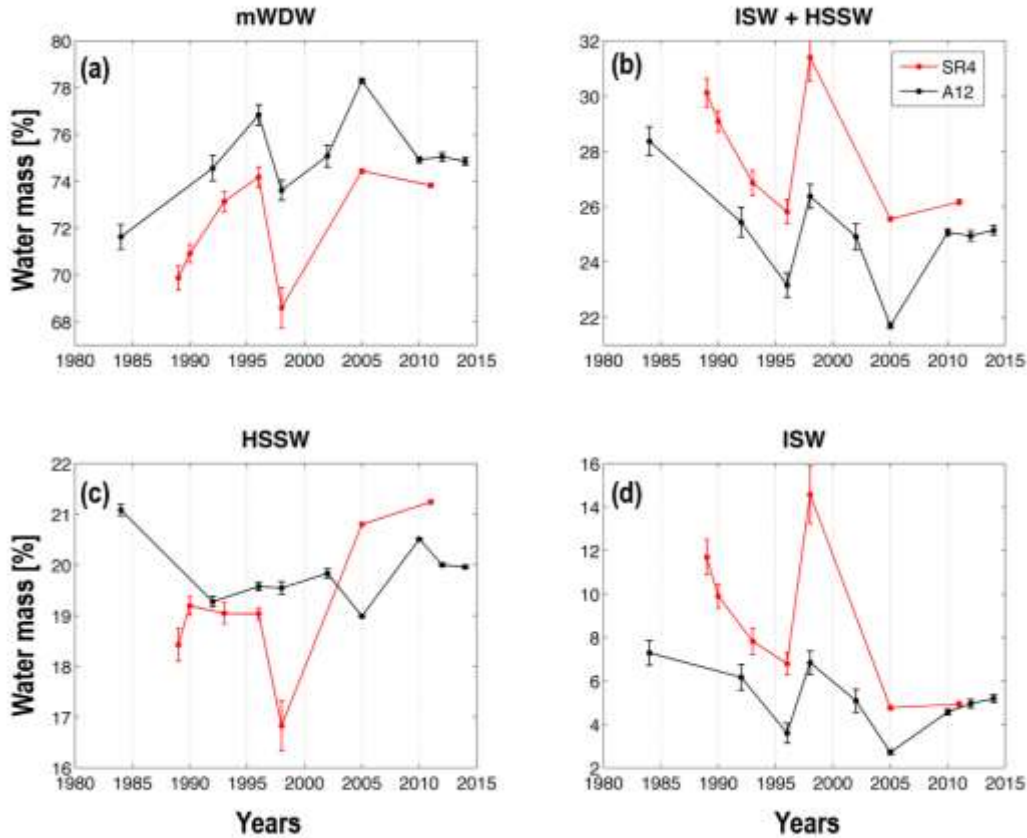 mWDW
ISW + HSSW
80
78
76
74
72
70
68
Water mass [%]
(a)
1980 1985 1990 1995 2000 2005 2010 2015
32
30
28
26
24
22
(b)
SR4
A12
1980 1985 1990 1995 2000 2005 2010 2015
HSSW
ISW
22
21
20
19
18
17
16
Water mass [%]
(c)
1980 1985 1990 1995 2000 2005 2010 2015
Years
16
14
12
10
8
6
4
2
(d)
1980 1985 1990 1995 2000 2005 2010 2015
Years